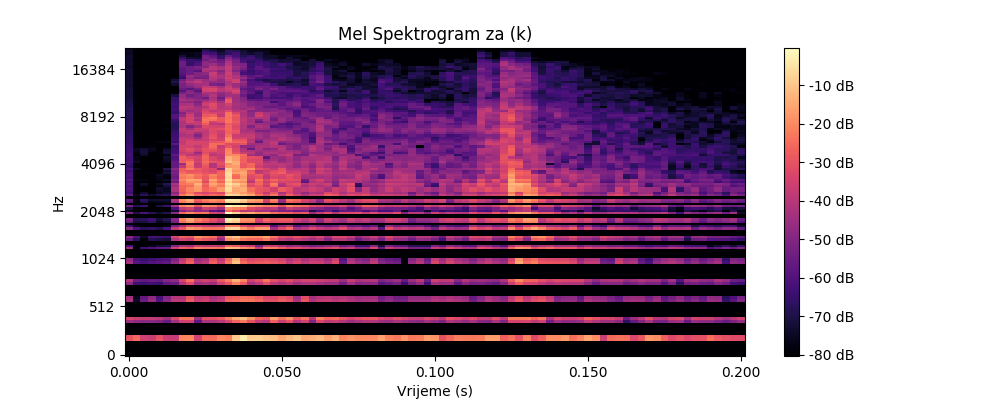 Mel Spektrogram za (k)
Hz
16384
8192
4096
2048
1024
512
0
0.000 0.050 0.100 0.150 0.200
Vrijeme (s)
-10 dB
-20 dB
-30 dB
-40 dB
-50 dB
-60 dB
-70 dB
-80 dB